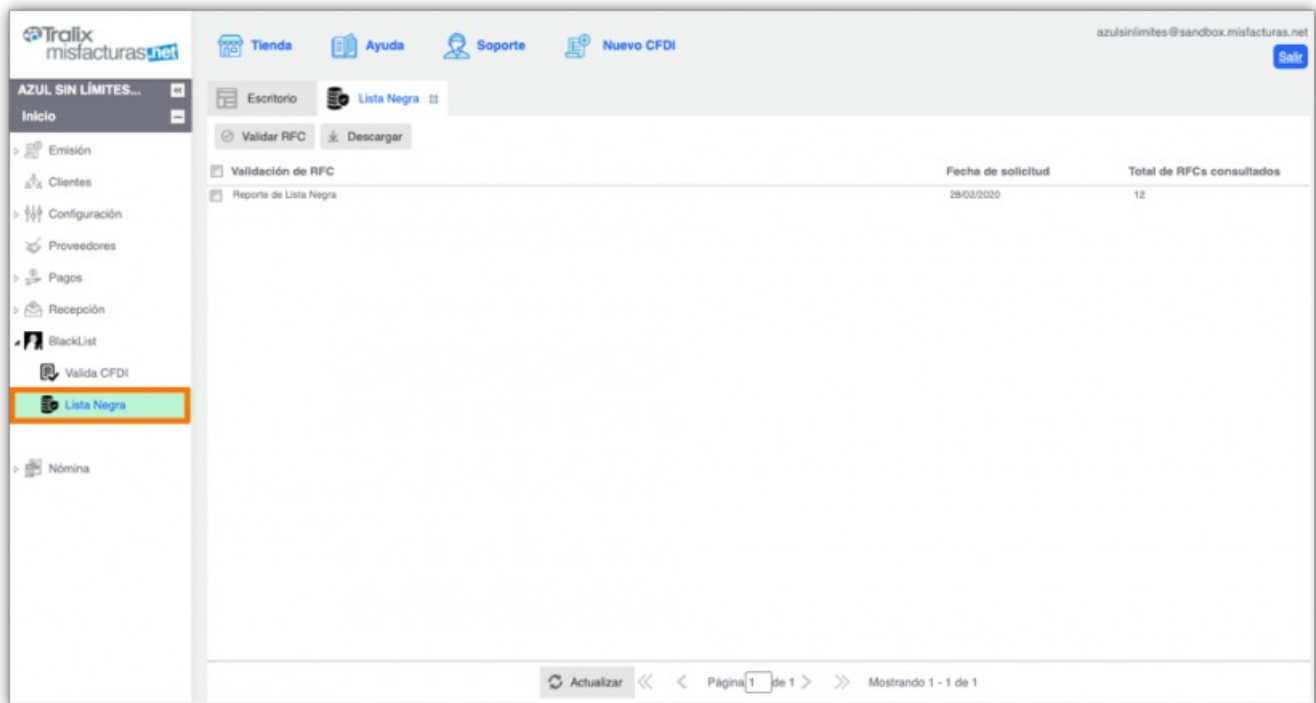 Tralix
misfacturas.net
Tienda
Ayuda
Soporte
Nuevo CFDI
azulsinlimites@sandbox.misfacturas.net
Salir
AZUL SIN LÍMITES...
Inicio
Emisión
Clientes
Configuración
Proveedores
Pagos
Recepción
BlackList
Valida CFDI
Lista Negra
Nómina
Escritorio
Lista Negra
Validar RFC
Descargar
Validación de RFC Fecha de solicitud Total de RFCs consultados
Reporte de Lista Negra 28/02/2020 12
Actualizar Página 1 de 1 Mostrando 1 - 1 de 1